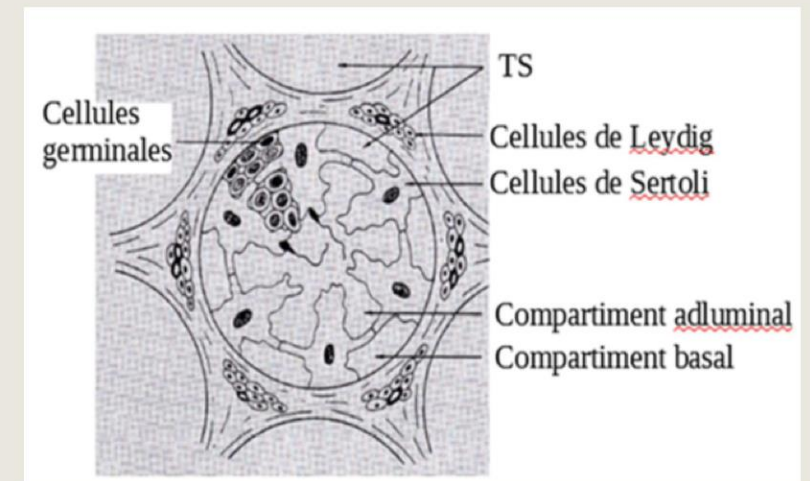 TS
Cellules
germinales
Cellules de Leydig
Cellules de Sertoli
Compartiment adluminal
Compartiment basal